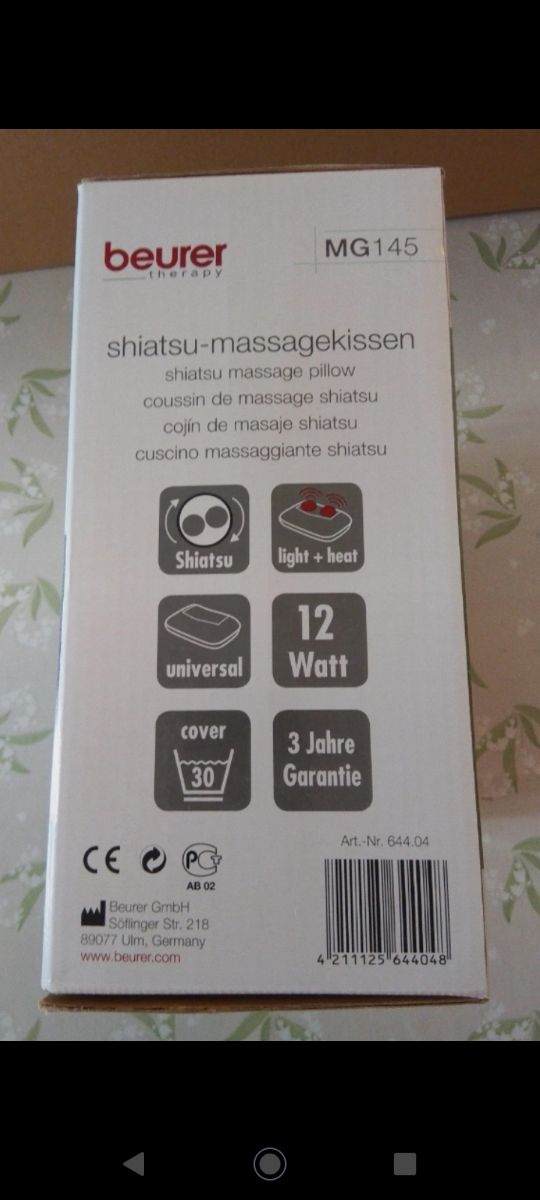 beurer
therapy
MG145
shiatsu-massagekissen
shiatsu massage pillow
coussin de massage shiatsu
cojín de masaje shiatsu
cuscino massaggiante shiatsu
Shiatsu
light + heat
universal
12
Watt
cover
30
3 Jahre
Garantie
CE
PCT
AB 02
Art.-Nr. 644.04
Beurer GmbH
Söflinger Str. 218
89077 Ulm, Germany
www.beurer.com
4 211125 644048